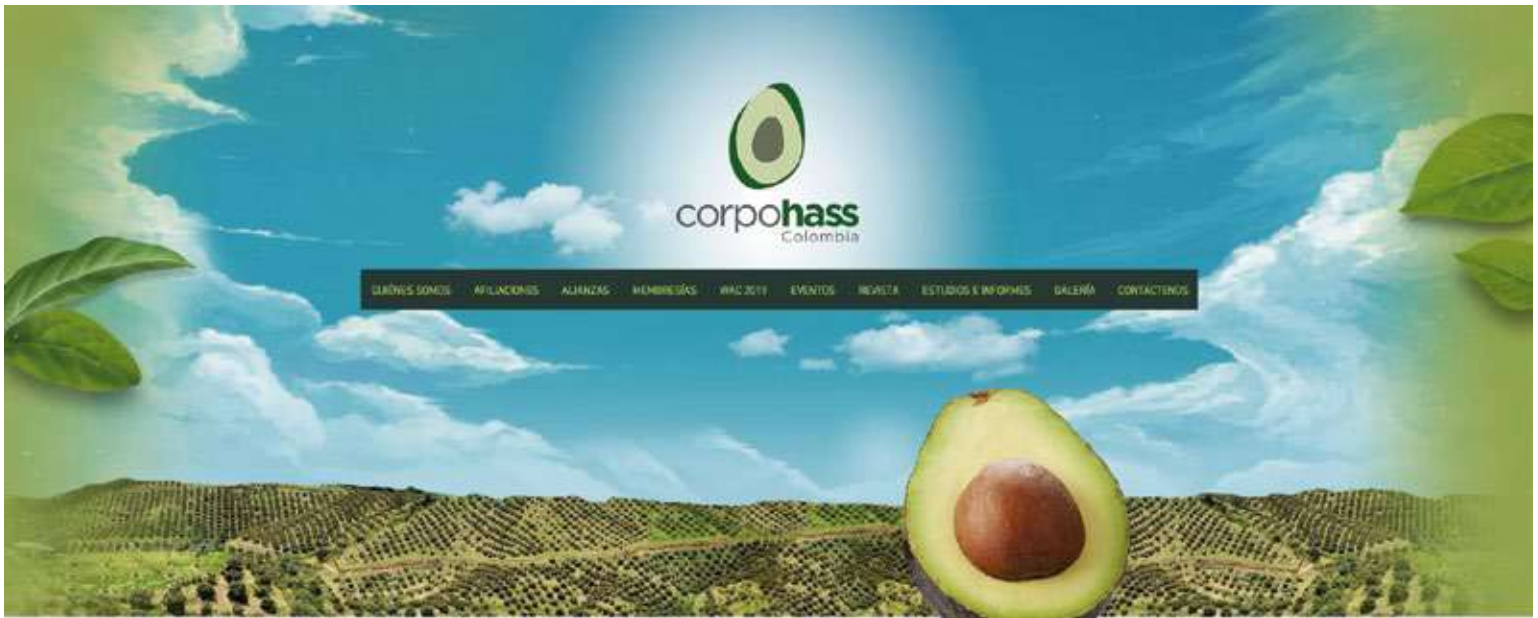 corpohass
Colombia
QUIÉNES SOMOS AFILIACIONES ALIANZAS MEMBRESÍAS WAC 2019 EVENTOS REVISTA ESTUDIOS E INFORMES GALERÍA CONTÁCTENOS